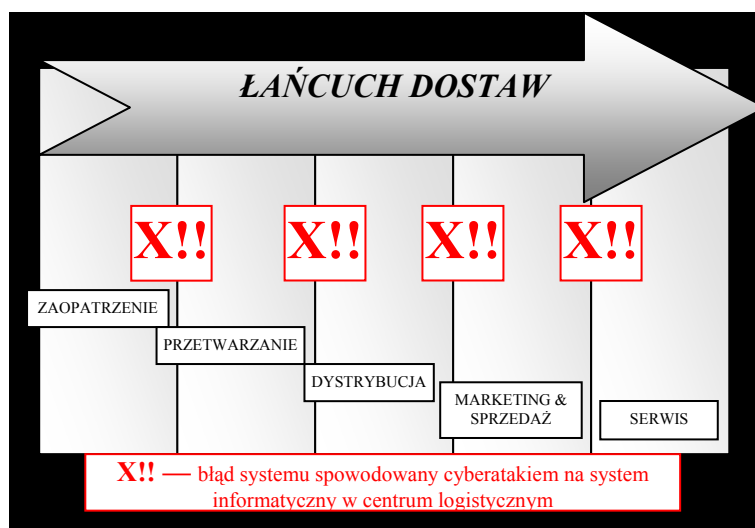 ŁAŃCUCH DOSTAW
X!! X!! X!! X!!
ZAOPATRZENIE
PRZETWARZANIE
DYSTRYBUCJA
MARKETING &
SPRZEDAŻ
SERWIS
X!! — błąd systemu spowodowany cyberatakiem na system
informatyczny w centrum logistycznym